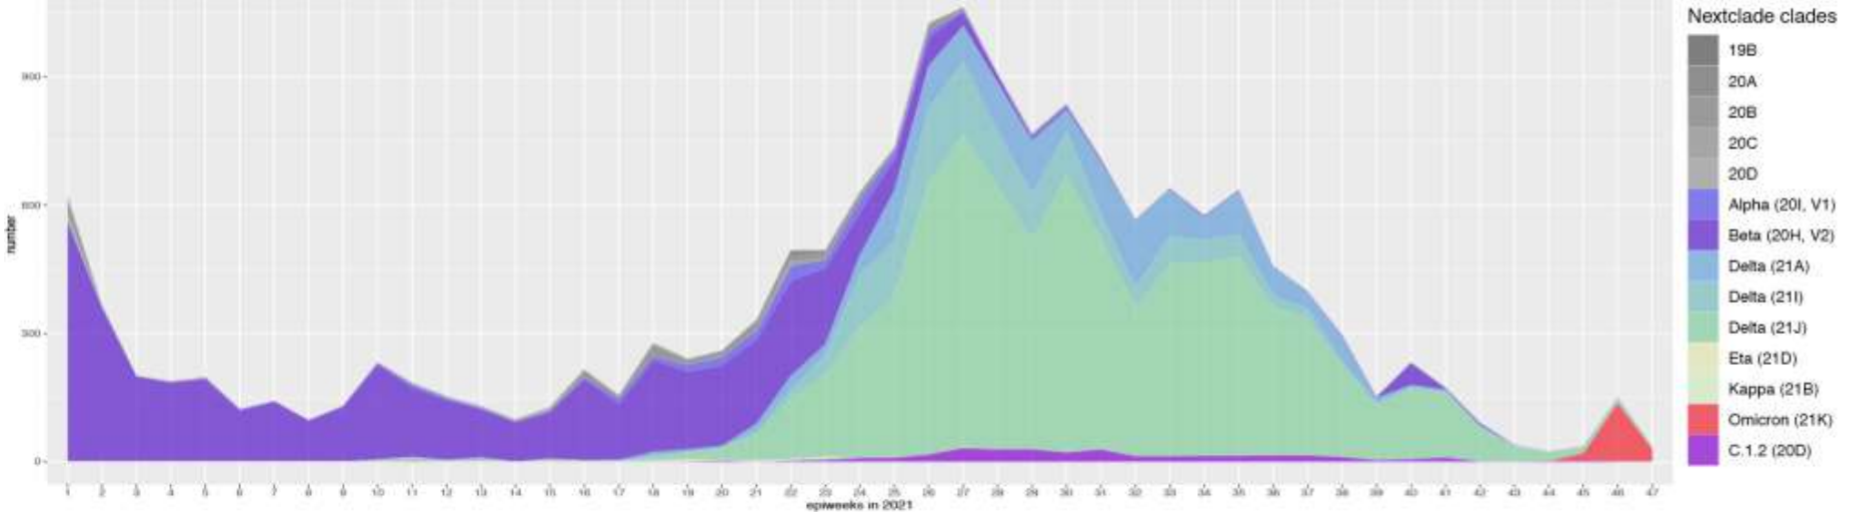 Nextclade clades
19B
20A
20B
20C
20D
Alpha (20I, V1)
Beta (20H, V2)
Delta (21A)
Delta (21I)
Delta (21J)
Eta (21D)
Kappa (21B)
Omicron (21K)
C.1.2 (20D)
number
900
600
300
0
1 2 3 4 5 6 7 8 9 10 11 12 13 14 15 16 17 18 19 20 21 22 23 24 25 26 27 28 29 30 31 32 33 34 35 36 37 38 39 40 41 42 43 44 45 46 47
epiweeks in 2021